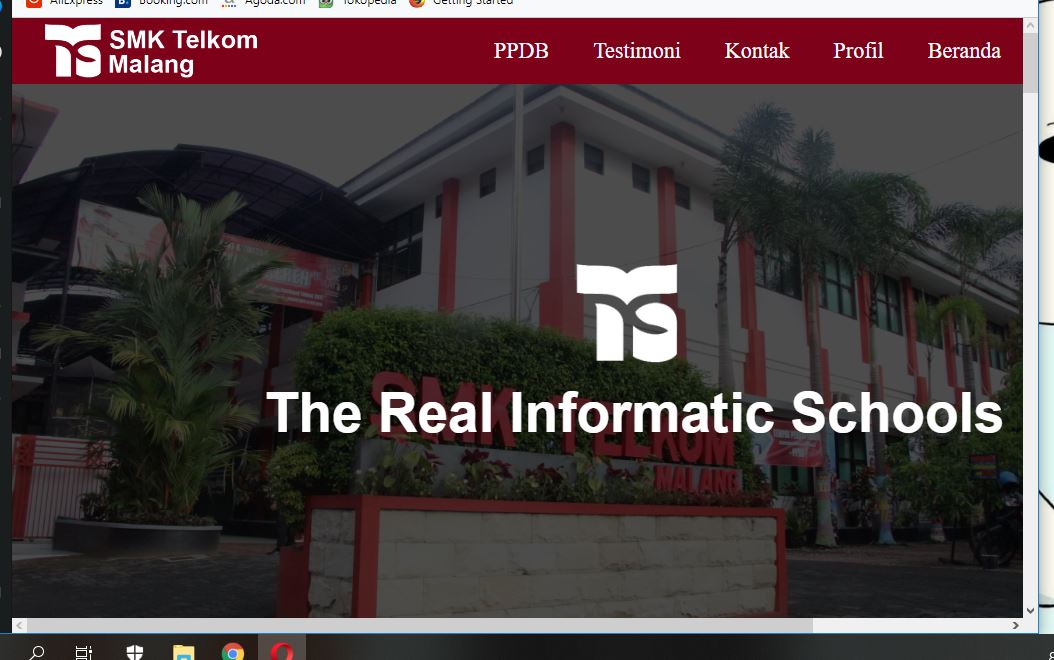 AliExpress
Booking.com
Agoda.com
Tokopedia
Getting Started
SMK Telkom
Malang
PPDB
Testimoni
Kontak
Profil
Beranda
The Real Informatic Schools
SMK TELKOM
MALANG